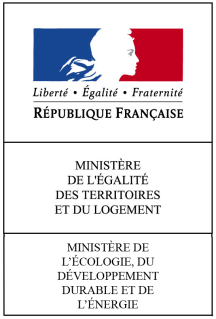 Liberté • Égalité • Fraternité
RÉPUBLIQUE FRANÇAISE
MINISTÈRE
DE L'ÉGALITÉ
DES TERRITOIRES
ET DU LOGEMENT
MINISTÈRE DE
L’ÉCOLOGIE, DU
DÉVELOPPEMENT
DURABLE ET DE
L’ÉNERGIE